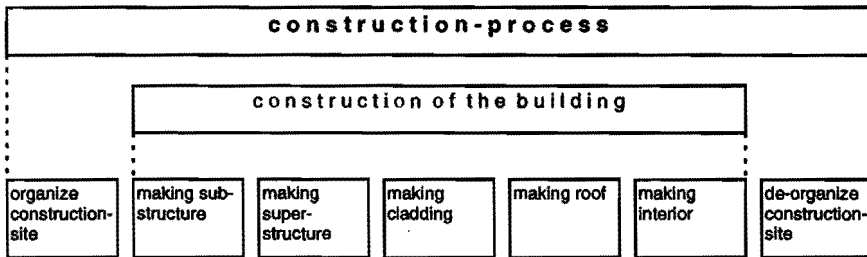 construction-process
construction of the building
organize
construction-
site
making sub-
structure
making
super-
structure
making
cladding
making roof
making
interior
de-organize
construction-
site